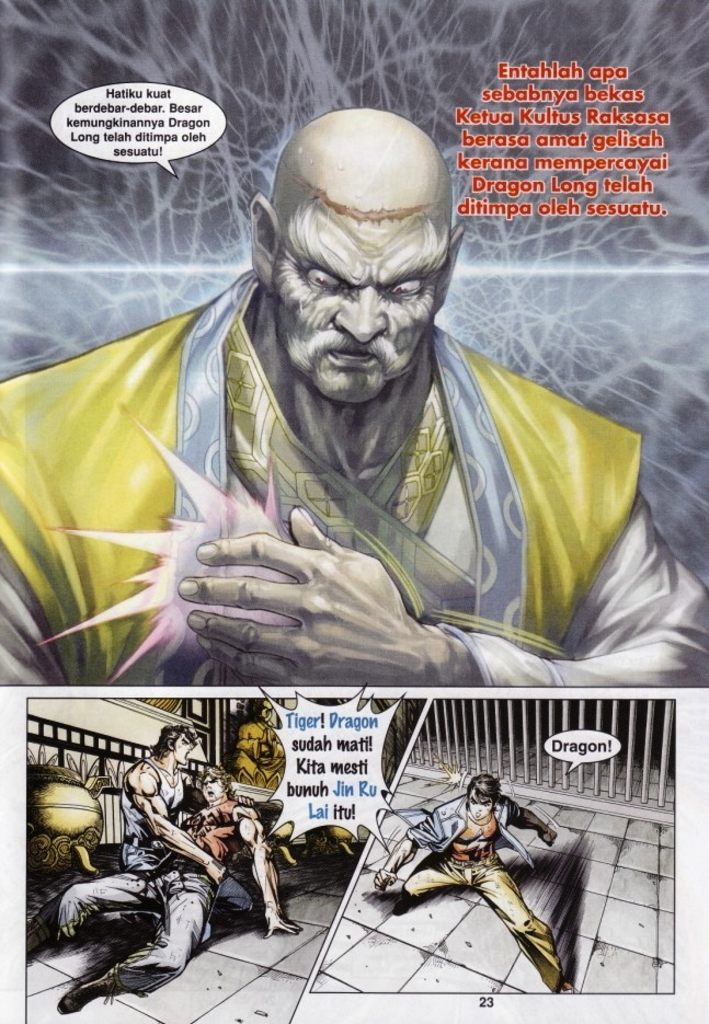 Hatiku kuat
berdebar-debar. Besar
kemungkinannya Dragon
Long telah ditimpa oleh
sesuatu!
Entahlah apa
sebabnya bekas
Ketua Kultus Raksasa
berasa amat gelisah
kerana mempercayai
Dragon Long telah
ditimpa oleh sesuatu.
Tiger! Dragon
sudah mati!
Kita mesti
bunuh Jin Ru
Lai itu!
Dragon!
23